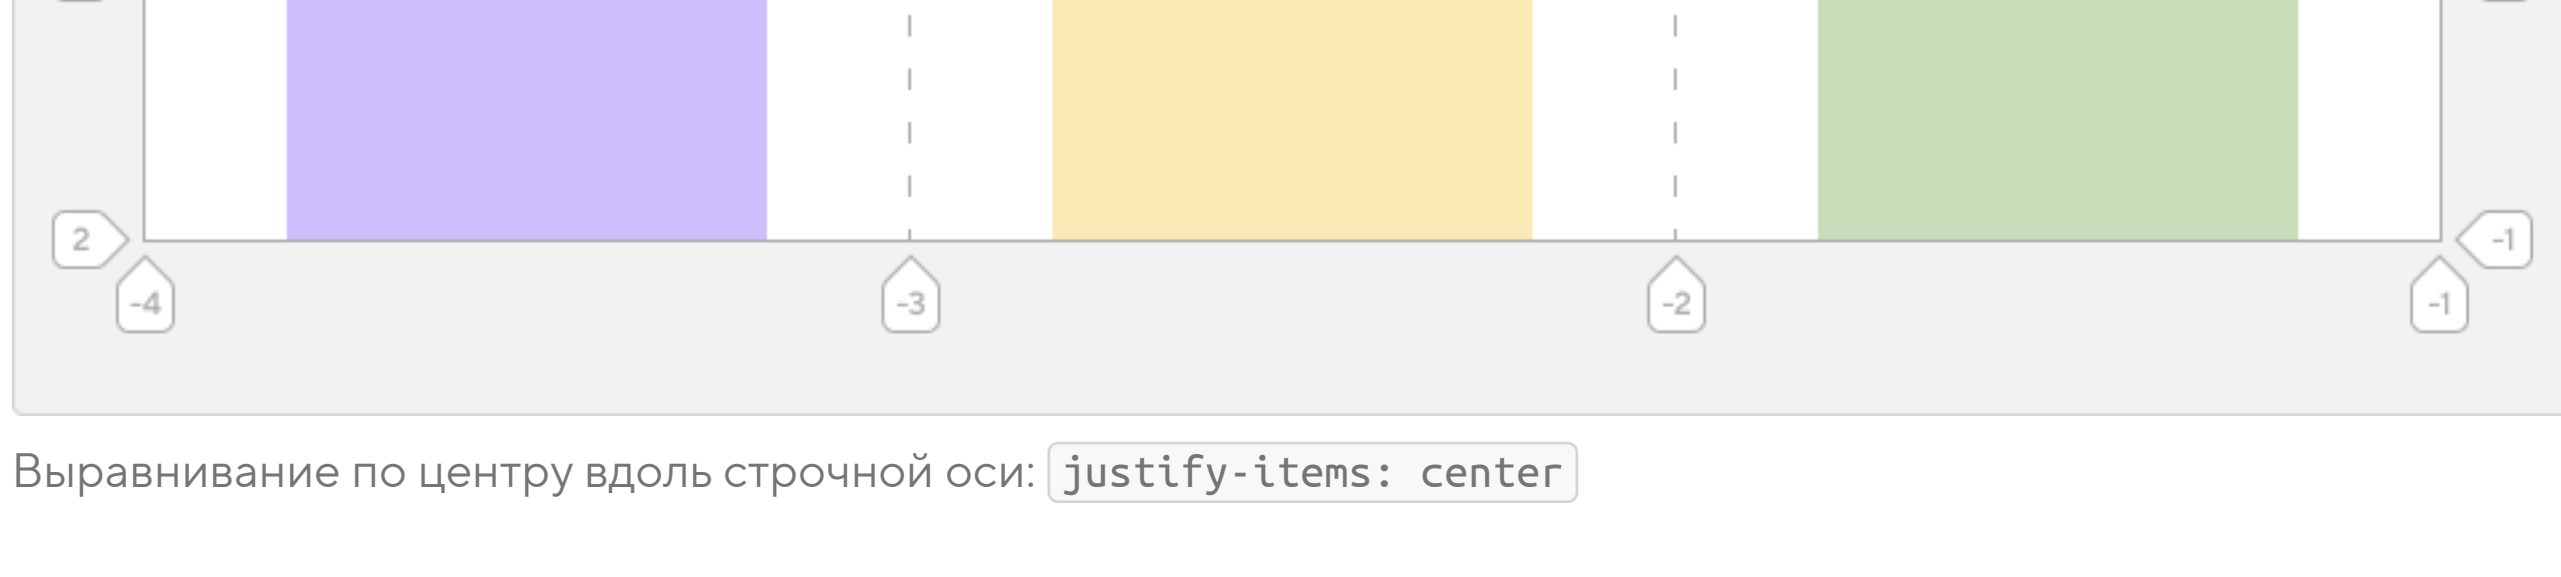 2 -1
-4 -3 -2 -1
Выравнивание по центру вдоль строчной оси: justify-items: center